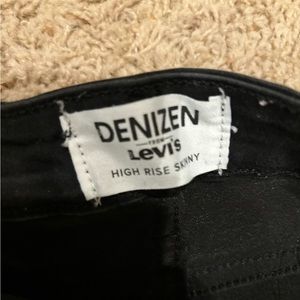 DENIZEN
FROM
Levi's
HIGH RISE SKINNY